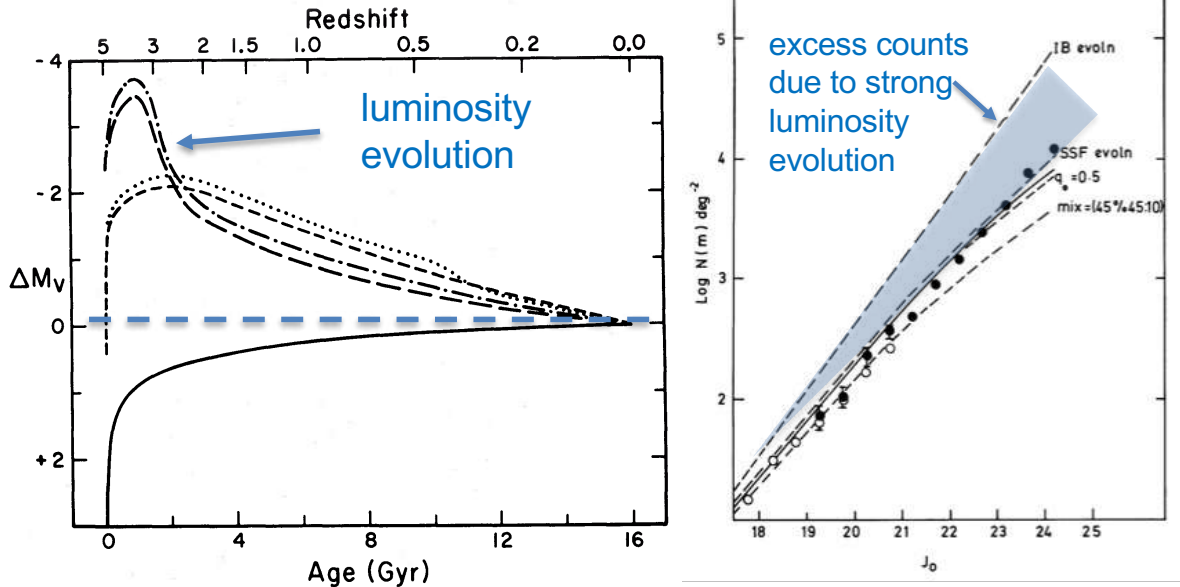 Redshift
5 3 2 1.5 1.0 0.5 0.2 0.0
-4
-2
ΔMv
0
+2
0 4 8 12 16
Age (Gyr)
luminosity
evolution
excess counts
due to strong
luminosity
evolution
IB evoln
SSF evoln
q₀=0.5
mix=(45%45:10)
5
4
3
2
Log N(m) deg⁻²
18 19 20 21 22 23 24 25
J₀